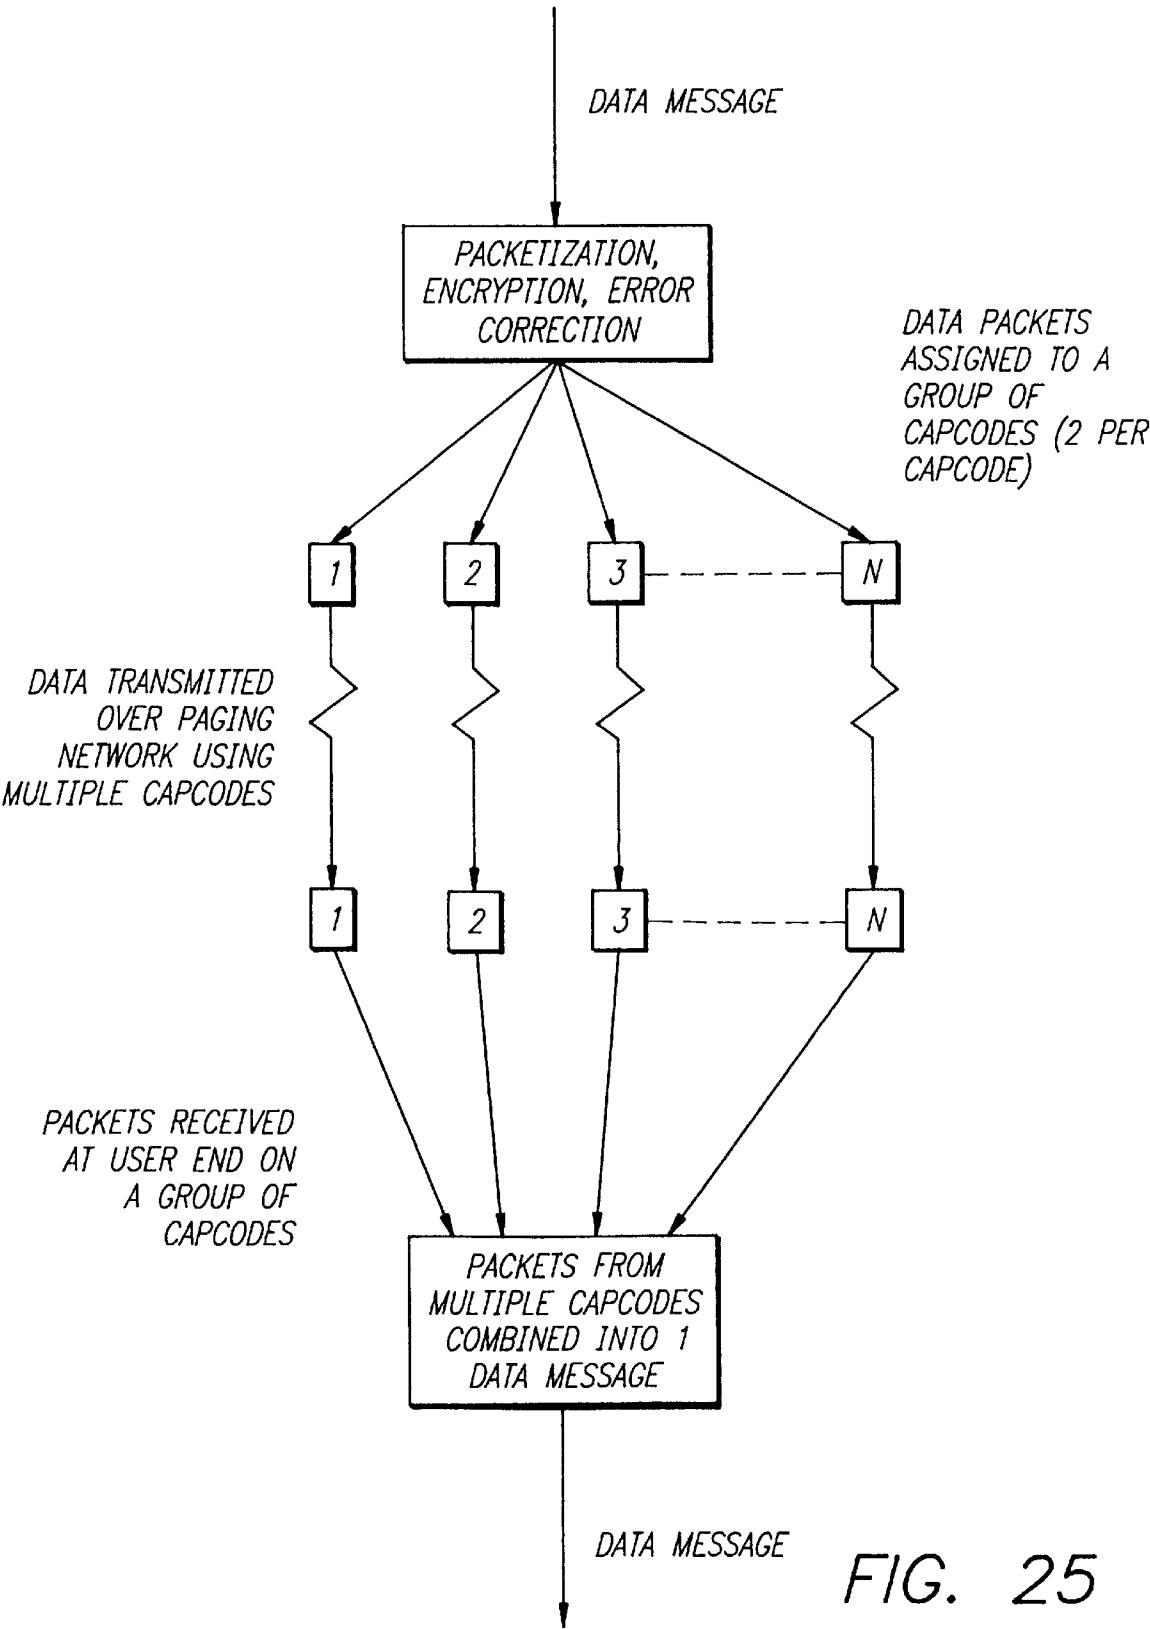 DATA MESSAGE
PACKETIZATION,
ENCRYPTION, ERROR
CORRECTION
DATA PACKETS
ASSIGNED TO A
GROUP OF
CAPCODES (2 PER
CAPCODE)
1 2 3 N
DATA TRANSMITTED
OVER PAGING
NETWORK USING
MULTIPLE CAPCODES
1 2 3 N
PACKETS RECEIVED
AT USER END ON
A GROUP OF
CAPCODES
PACKETS FROM
MULTIPLE CAPCODES
COMBINED INTO 1
DATA MESSAGE
DATA MESSAGE
FIG. 25